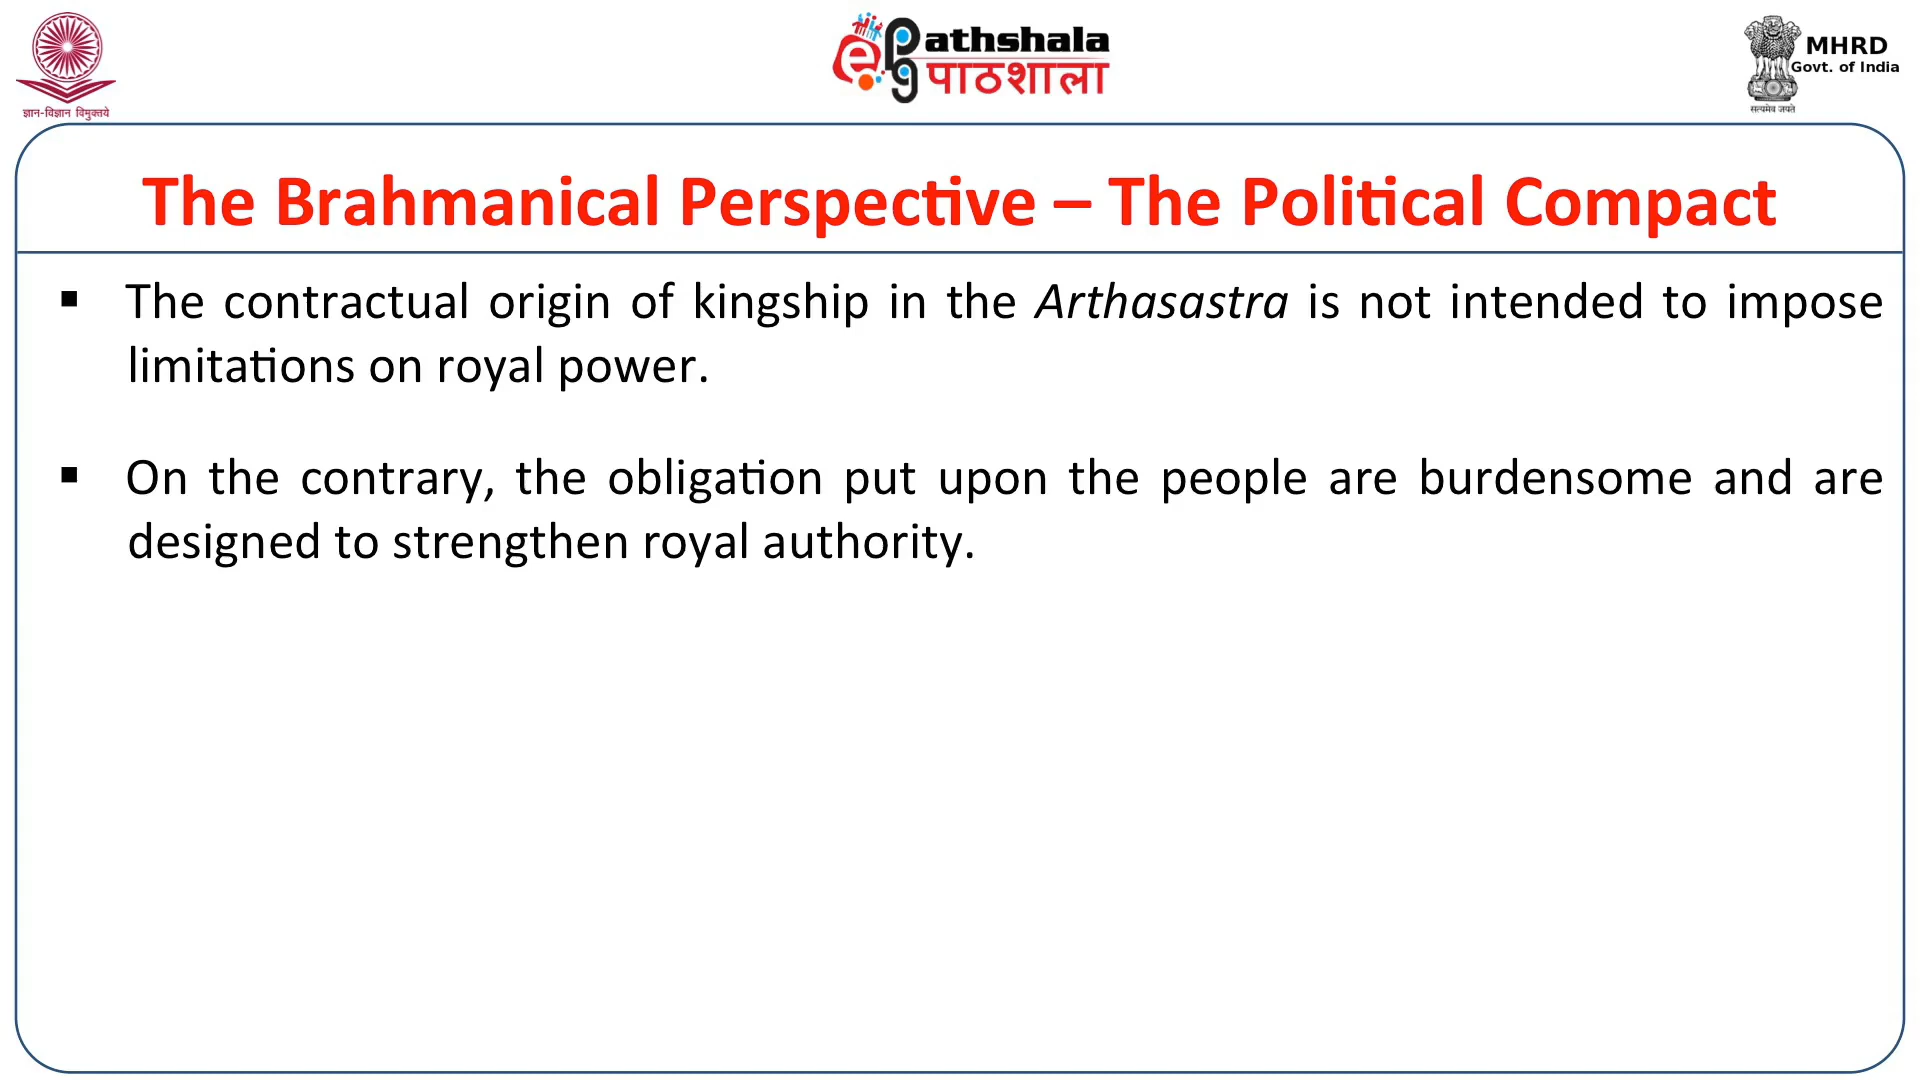 ज्ञान-विज्ञान विमुक्तये
ePathshala
पाठशाला
MHRD
Govt. of India
सत्यमेव जयते
The Brahmanical Perspective – The Political Compact
▪ The contractual origin of kingship in the Arthasastra is not intended to impose
limitations on royal power.
▪ On the contrary, the obligation put upon the people are burdensome and are
designed to strengthen royal authority.